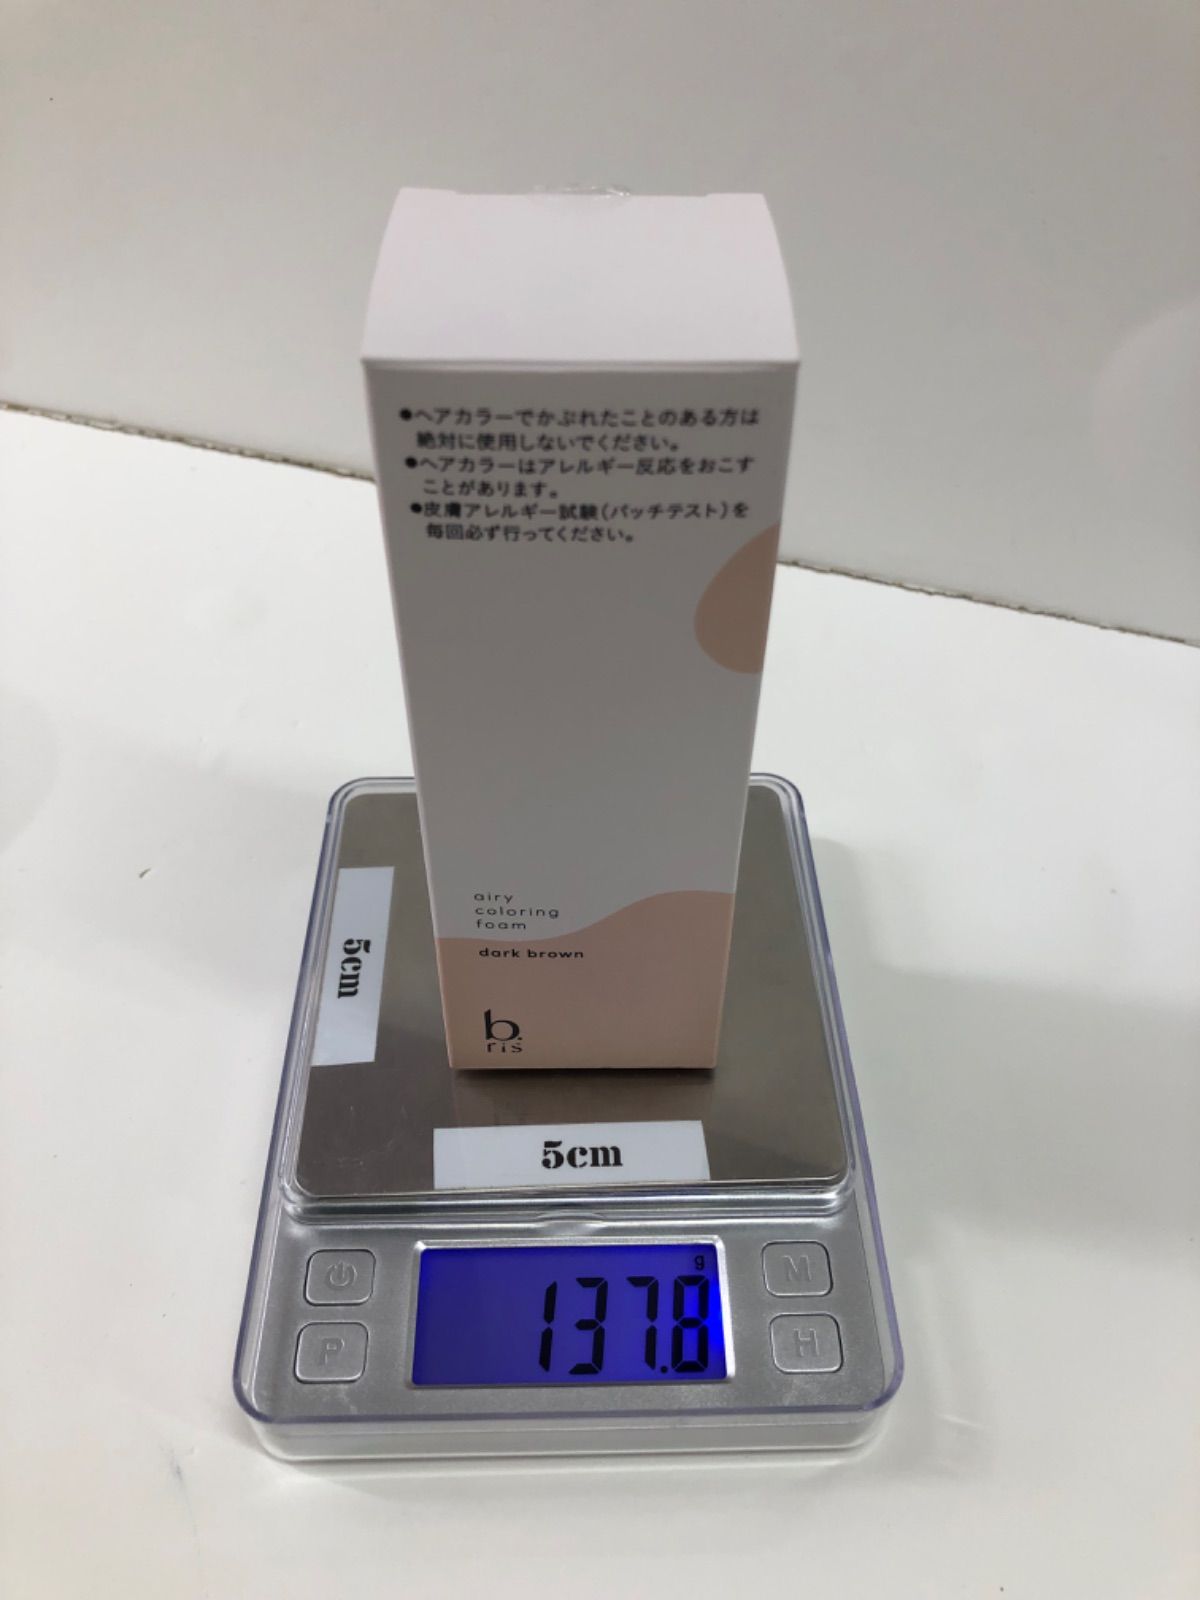 ●ヘアカラーでかぶれたことのある方は
絶対に使用しないでください。
●ヘアカラーはアレルギー反応をおこす
ことがあります。
●皮膚アレルギー試験(パッチテスト)を
毎回必ず行ってください。
airy
coloring
foam
dark brown
b.
ris
5cm
5cm
g
137.8
M
P
H